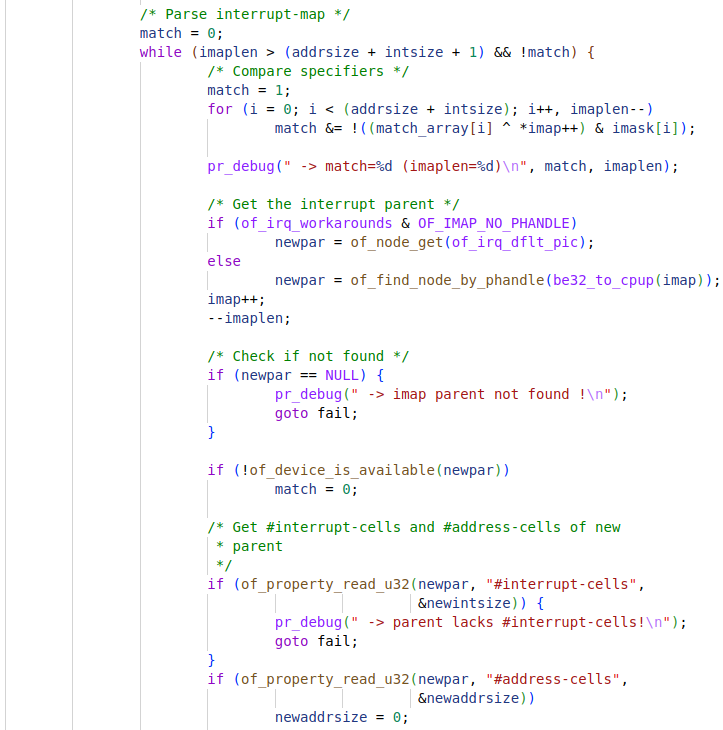 /* Parse interrupt-map */
match = 0;
while (imaplen > (addrsize + intsize + 1) && !match) {
/* Compare specifiers */
match = 1;
for (i = 0; i < (addrsize + intsize); i++, imaplen--)
match &= !((match_array[i] ^ *imap++) & imask[i]);
pr_debug(" -> match=%d (imaplen=%d)\n", match, imaplen);
/* Get the interrupt parent */
if (of_irq_workarounds & OF_IMAP_NO_PHANDLE)
newpar = of_node_get(of_irq_dflt_pic);
else
newpar = of_find_node_by_phandle(be32_to_cpup(imap));
imap++;
--imaplen;
/* Check if not found */
if (newpar == NULL) {
pr_debug(" -> imap parent not found !\n");
goto fail;
}
if (!of_device_is_available(newpar))
match = 0;
/* Get #interrupt-cells and #address-cells of new
* parent
*/
if (of_property_read_u32(newpar, "#interrupt-cells",
&newintsize)) {
pr_debug(" -> parent lacks #interrupt-cells!\n");
goto fail;
}
if (of_property_read_u32(newpar, "#address-cells",
&newaddrsize))
newaddrsize = 0;